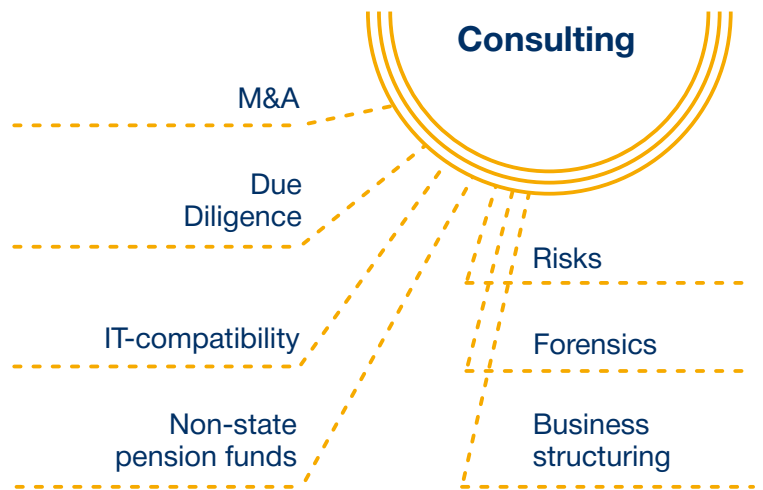 Consulting
M&A
Due
Diligence
IT-compatibility
Non-state
pension funds
Risks
Forensics
Business
structuring